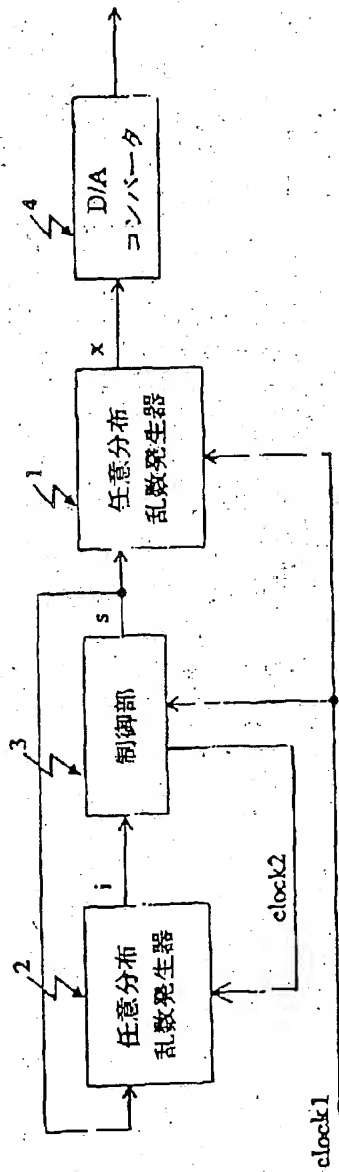 2
任意分布
乱数発生器
i
3
制御部
s
1
任意分布
乱数発生器
x
4
D/A
コンバータ
clock2
clock1